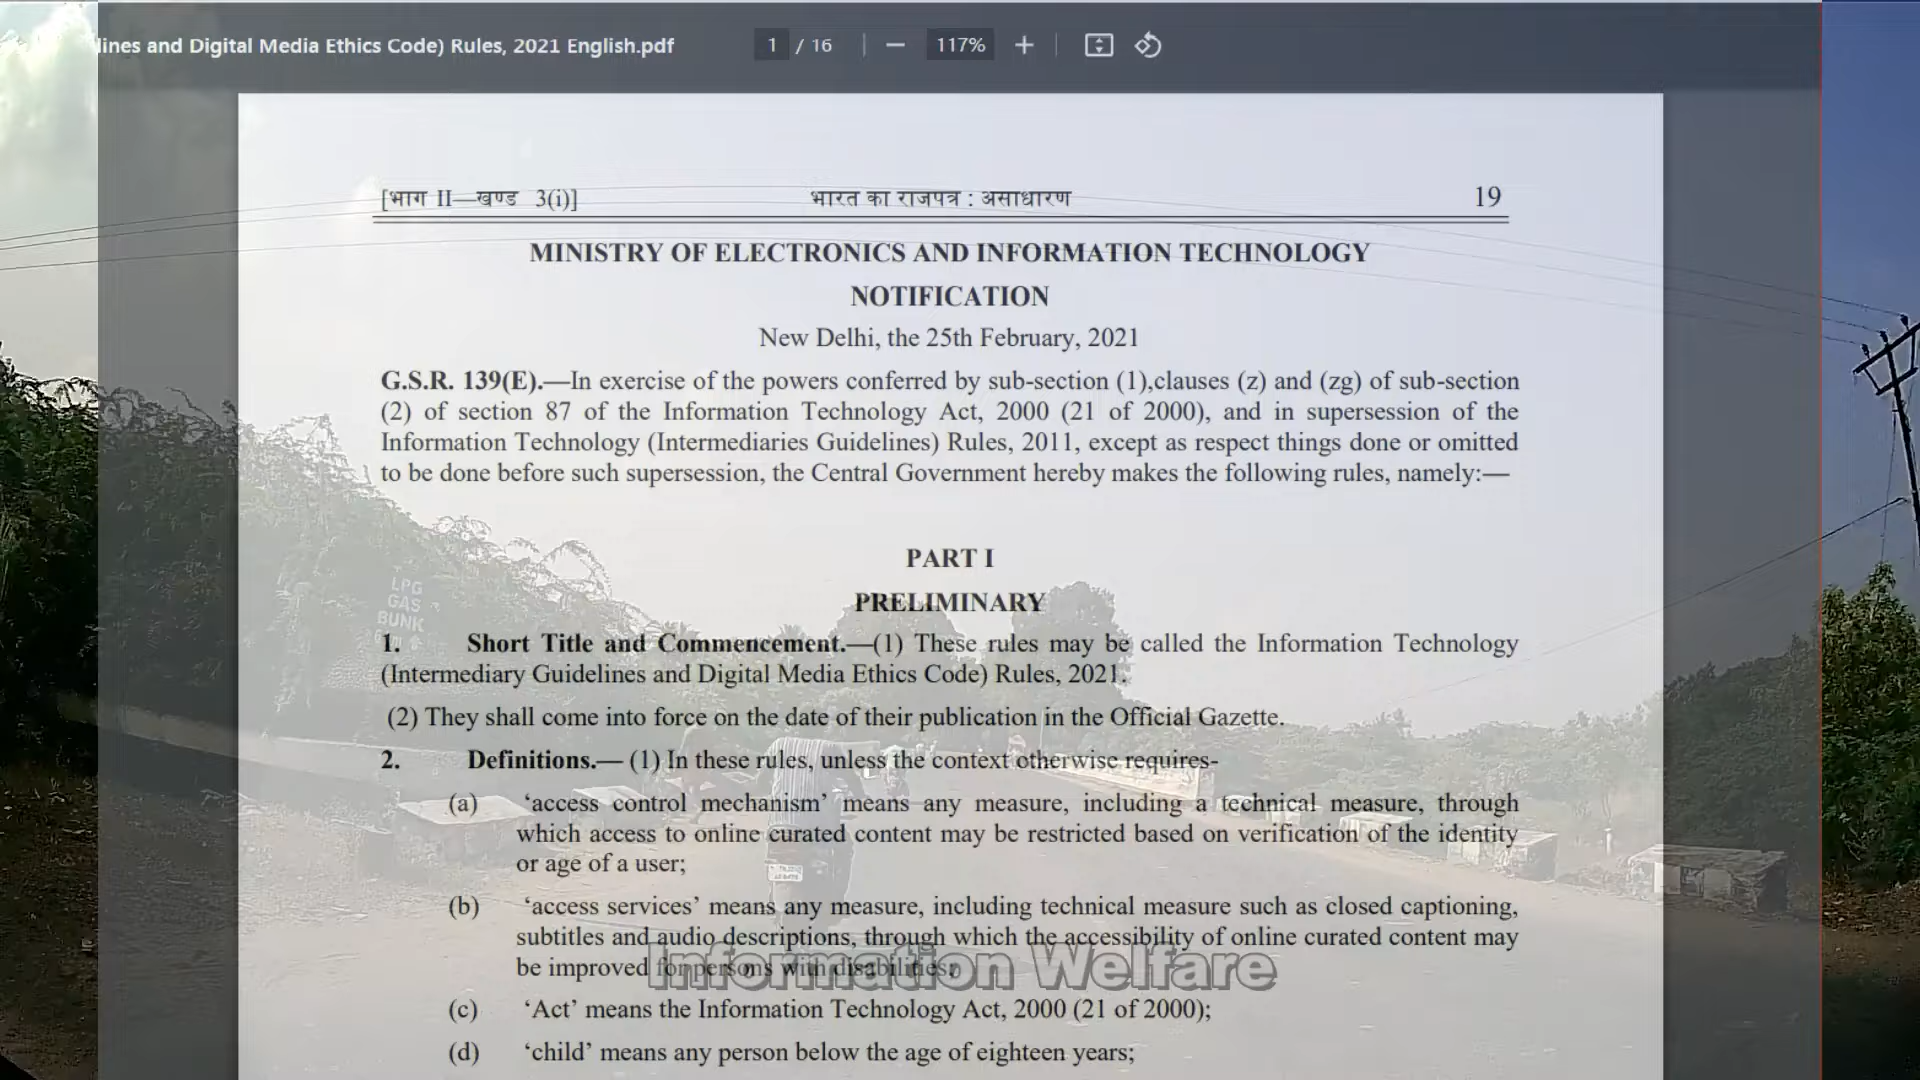 lines and Digital Media Ethics Code) Rules, 2021 English.pdf
1 / 16
117%
[भाग II—खण्ड 3(i)]
भारत का राजपत्र : असाधारण
19
MINISTRY OF ELECTRONICS AND INFORMATION TECHNOLOGY
NOTIFICATION
New Delhi, the 25th February, 2021
G.S.R. 139(E).—In exercise of the powers conferred by sub-section (1),clauses (z) and (zg) of sub-section
(2) of section 87 of the Information Technology Act, 2000 (21 of 2000), and in supersession of the
Information Technology (Intermediaries Guidelines) Rules, 2011, except as respect things done or omitted
to be done before such supersession, the Central Government hereby makes the following rules, namely:—
PART I
PRELIMINARY
LPG
GAS
BUNK
1. Short Title and Commencement.—(1) These rules may be called the Information Technology
(Intermediary Guidelines and Digital Media Ethics Code) Rules, 2021.
(2) They shall come into force on the date of their publication in the Official Gazette.
2. Definitions.— (1) In these rules, unless the context otherwise requires-
(a) ‘access control mechanism’ means any measure, including a technical measure, through
which access to online curated content may be restricted based on verification of the identity
or age of a user;
(b) ‘access services’ means any measure, including technical measure such as closed captioning,
subtitles and audio descriptions, through which the accessibility of online curated content may
be improved for persons with disabilities;
Information Welfare
(c) ‘Act’ means the Information Technology Act, 2000 (21 of 2000);
(d) ‘child’ means any person below the age of eighteen years;